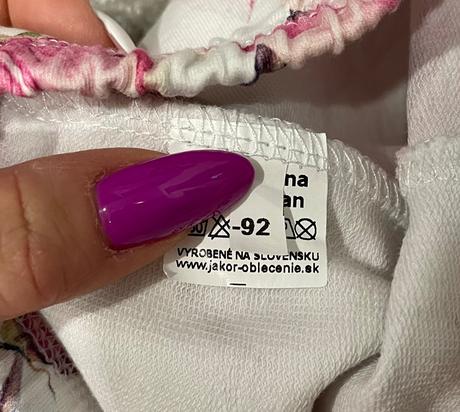 na
an
-92
VYROBENÉ NA SLOVENSKU
www.jakor-oblecenie.sk